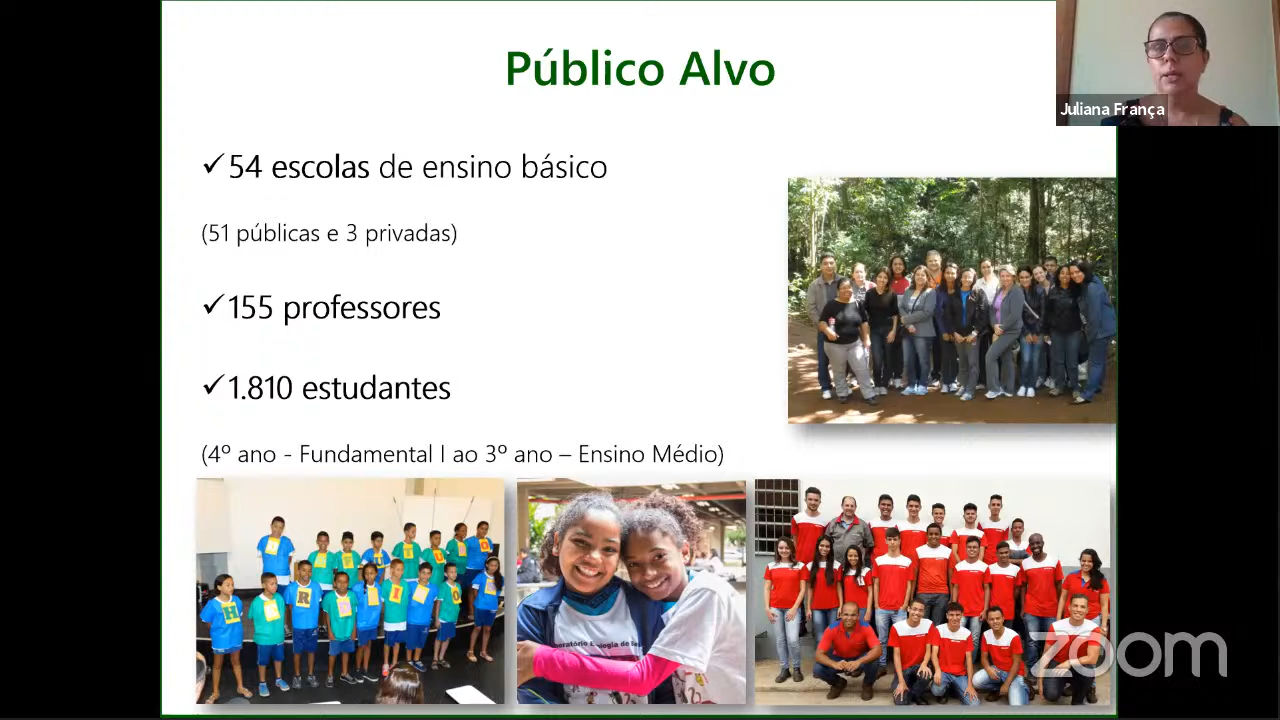 Público Alvo
Juliana França
✓54 escolas de ensino básico
(51 públicas e 3 privadas)
✓155 professores
✓1.810 estudantes
(4º ano - Fundamental I ao 3º ano – Ensino Médio)
H R I O
zoom